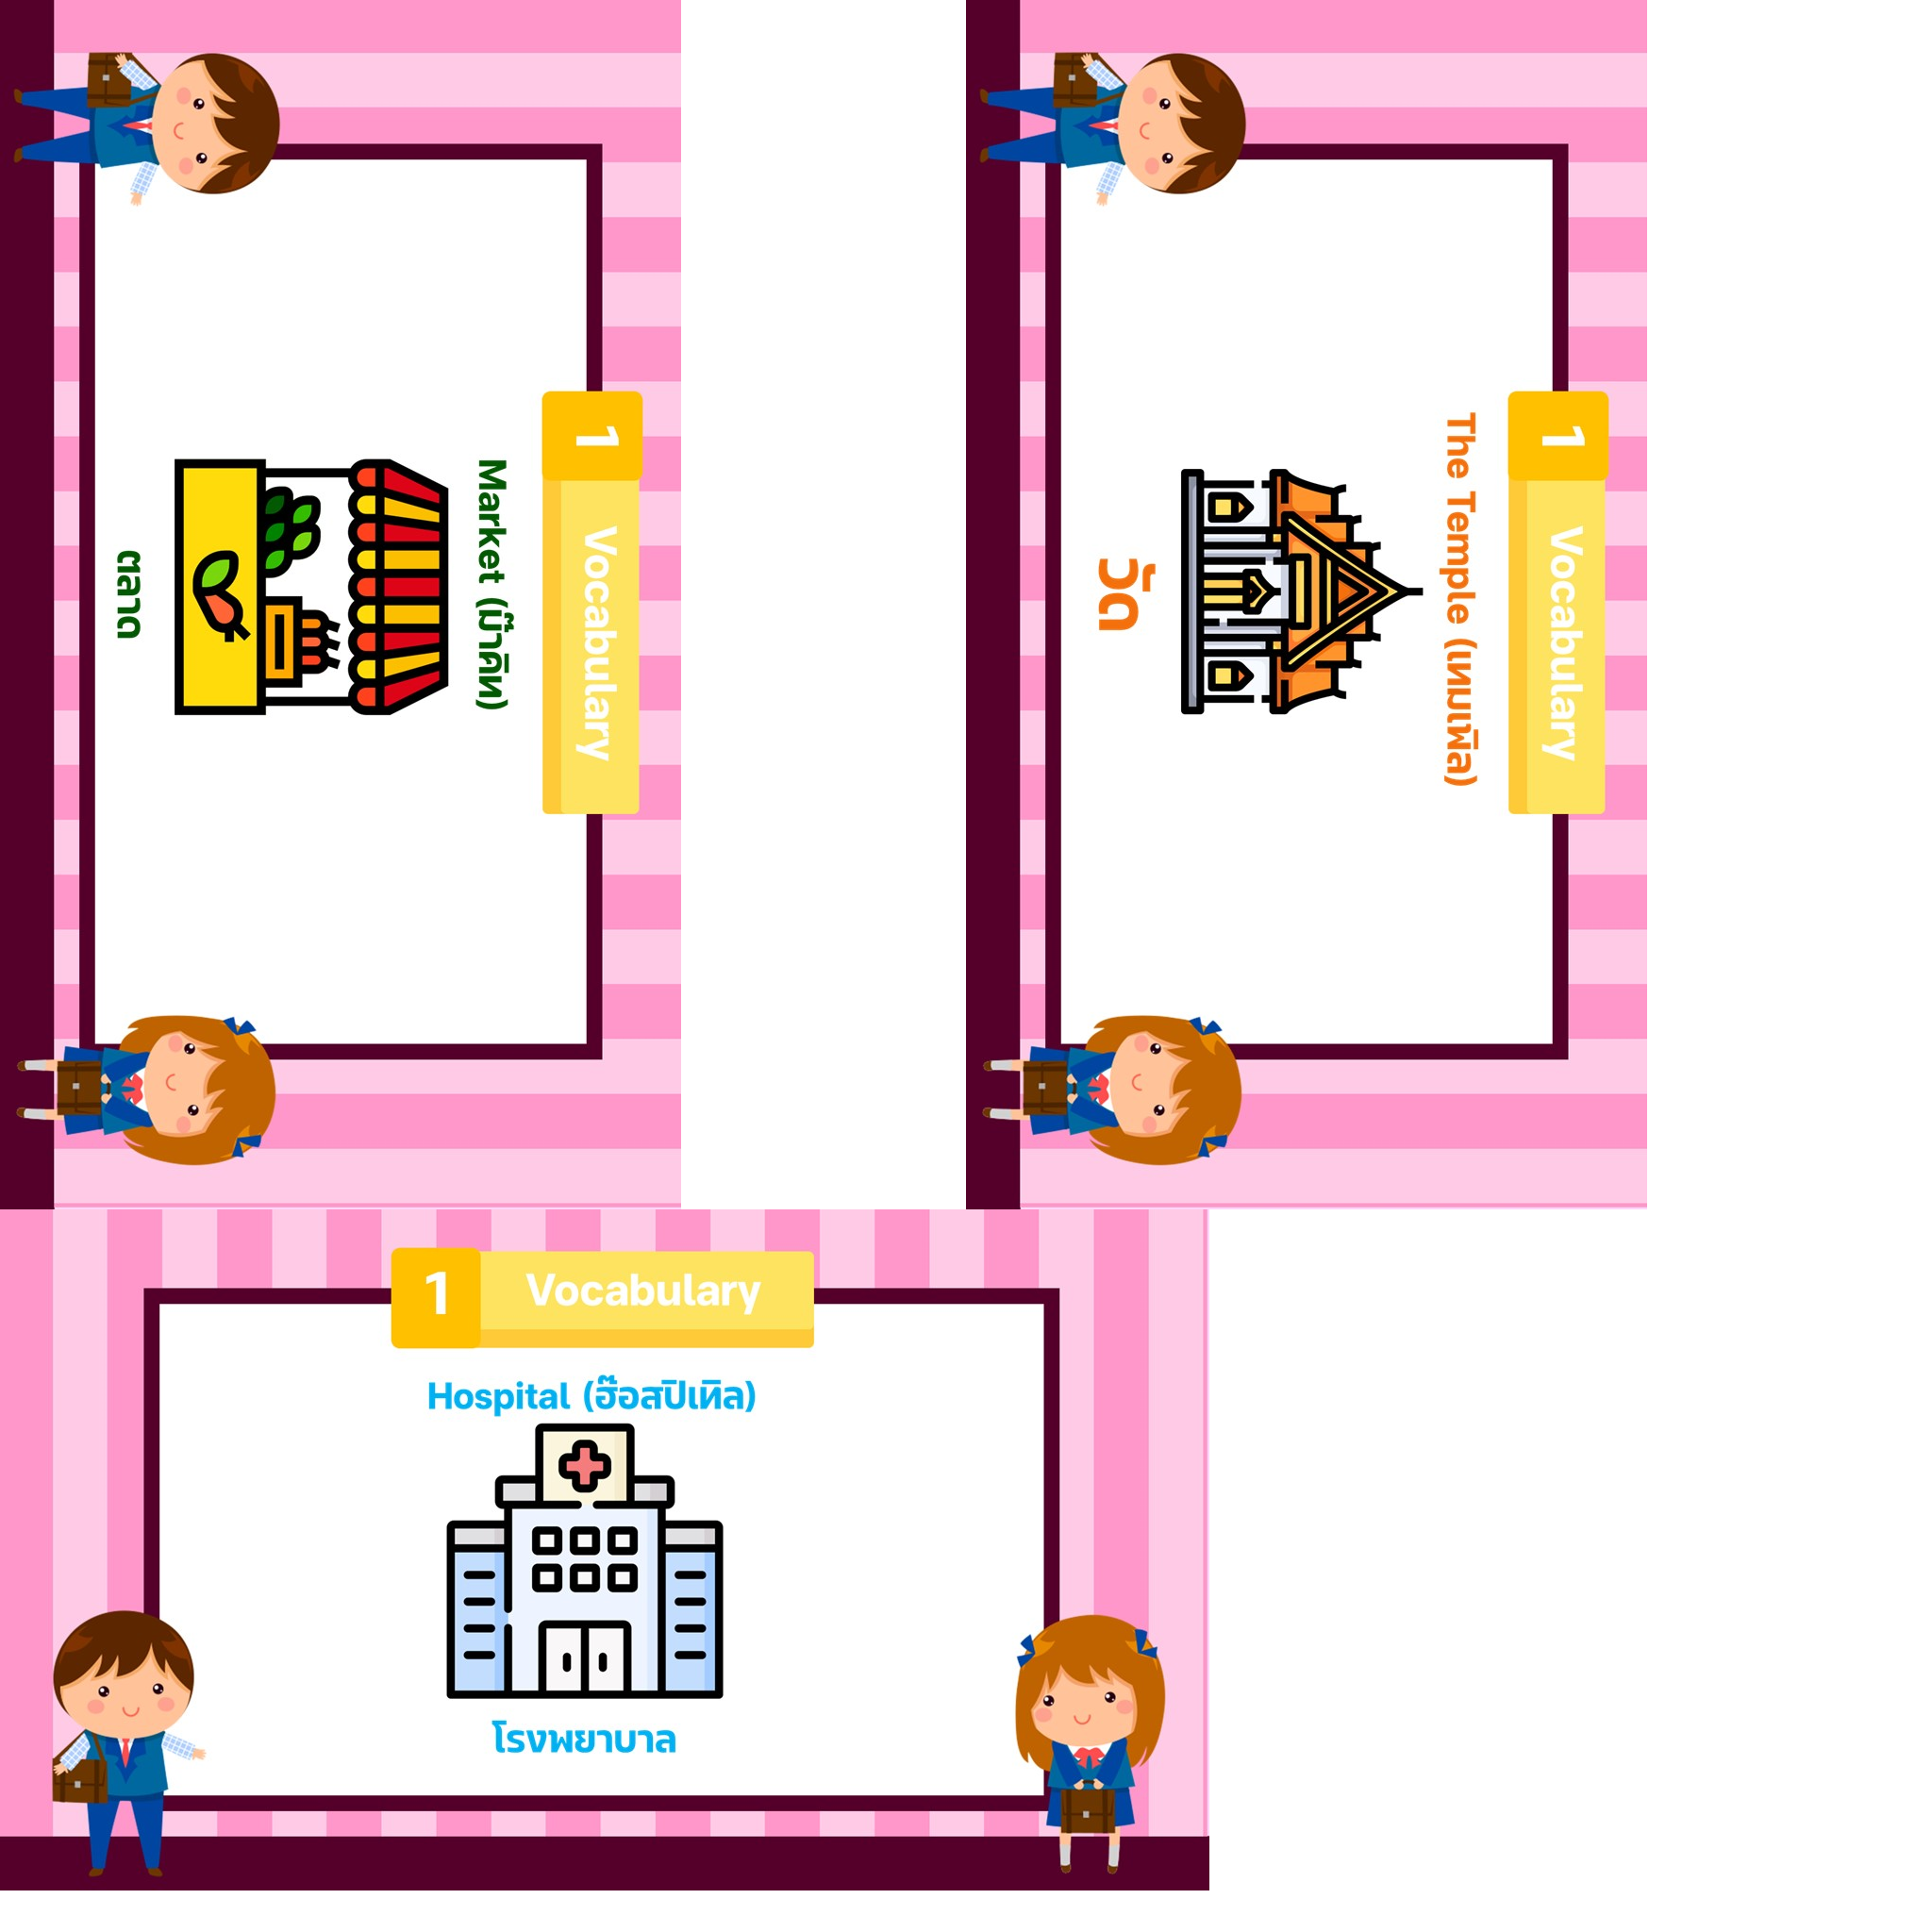 1 Vocabulary
Market (ม๊าคิท)
ตลาด
1 Vocabulary
The Temple (เทมเพิล)
วัด
1 Vocabulary
Hospital (ฮ๊อสปิเทิล)
โรงพยาบาล